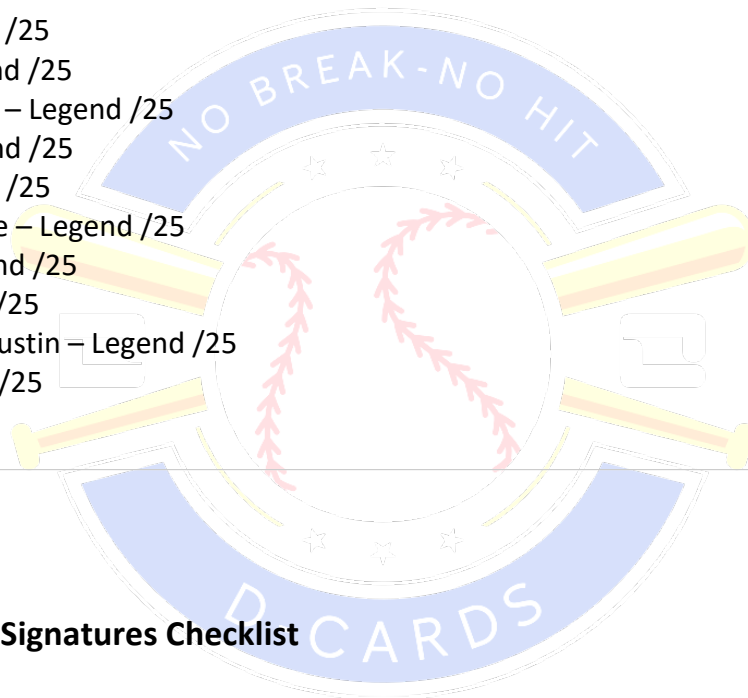 /25
nd /25
– Legend /25
nd /25
/25
e – Legend /25
nd /25
/25
ustin – Legend /25
/25
Signatures Checklist
NO BREAK-NO HIT
D CARDS